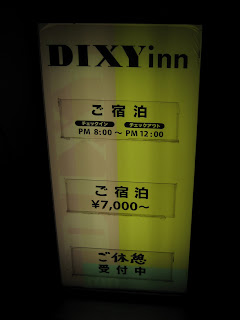 DIXYinn
ご宿泊
チェックイン チェックアウト
PM 8:00～PM 12:00
ご宿泊
¥7,000～
ご休憩
受付中